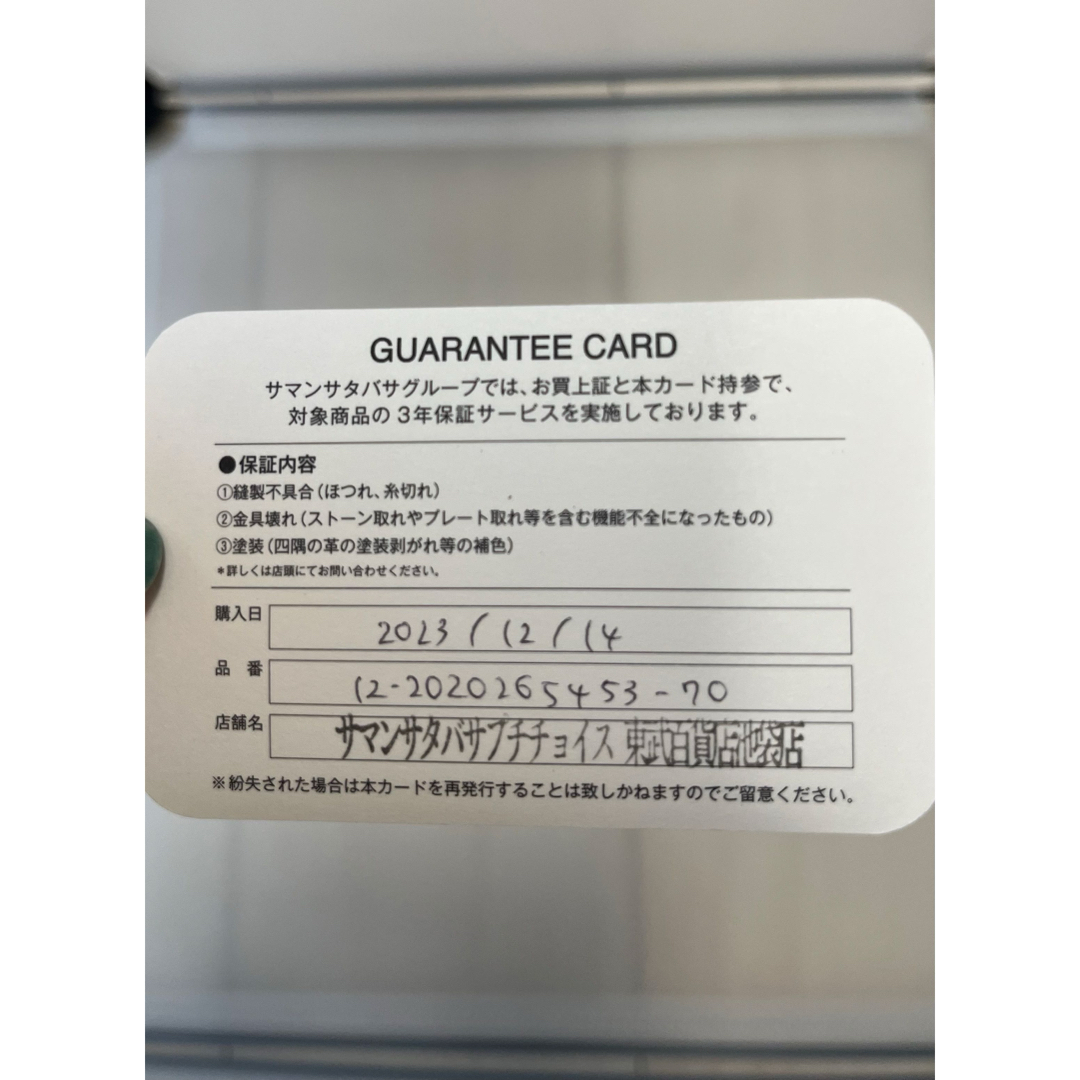 GUARANTEE CARD
サマンサタバサグループでは、お買上証と本カード持参で、
対象商品の3年保証サービスを実施しております。
●保証内容
①縫製不具合(ほつれ、糸切れ)
②金具壊れ(ストーン取れやプレート取れ等を含む機能不全になったもの)
③塗装(四隅の革の塗装剥がれ等の補色)
*詳しくは店頭にてお問い合わせください。
購入日 2023/12/14
品番 12-2020265453-70
店舗名 サマンサタバサプチチョイス 東武百貨店池袋店
※紛失された場合は本カードを再発行することは致しかねますのでご留意ください。